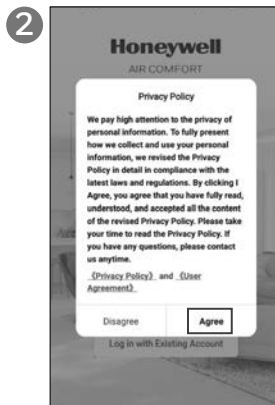 2
Honeywell
AIR COMFORT
Privacy Policy
We pay high attention to the privacy of
personal information. To fully present
how we collect and use your personal
information, we revised the Privacy
Policy in detail in compliance with the
latest laws and regulations. By clicking I
Agree, you agree that you have fully read,
understood, and accepted all the content
of the revised Privacy Policy. Please take
your time to read the Privacy Policy. If
you have any questions, please contact
us anytime.
《Privacy Policy》 and 《User
Agreement》
Disagree Agree
Log in with Existing Account